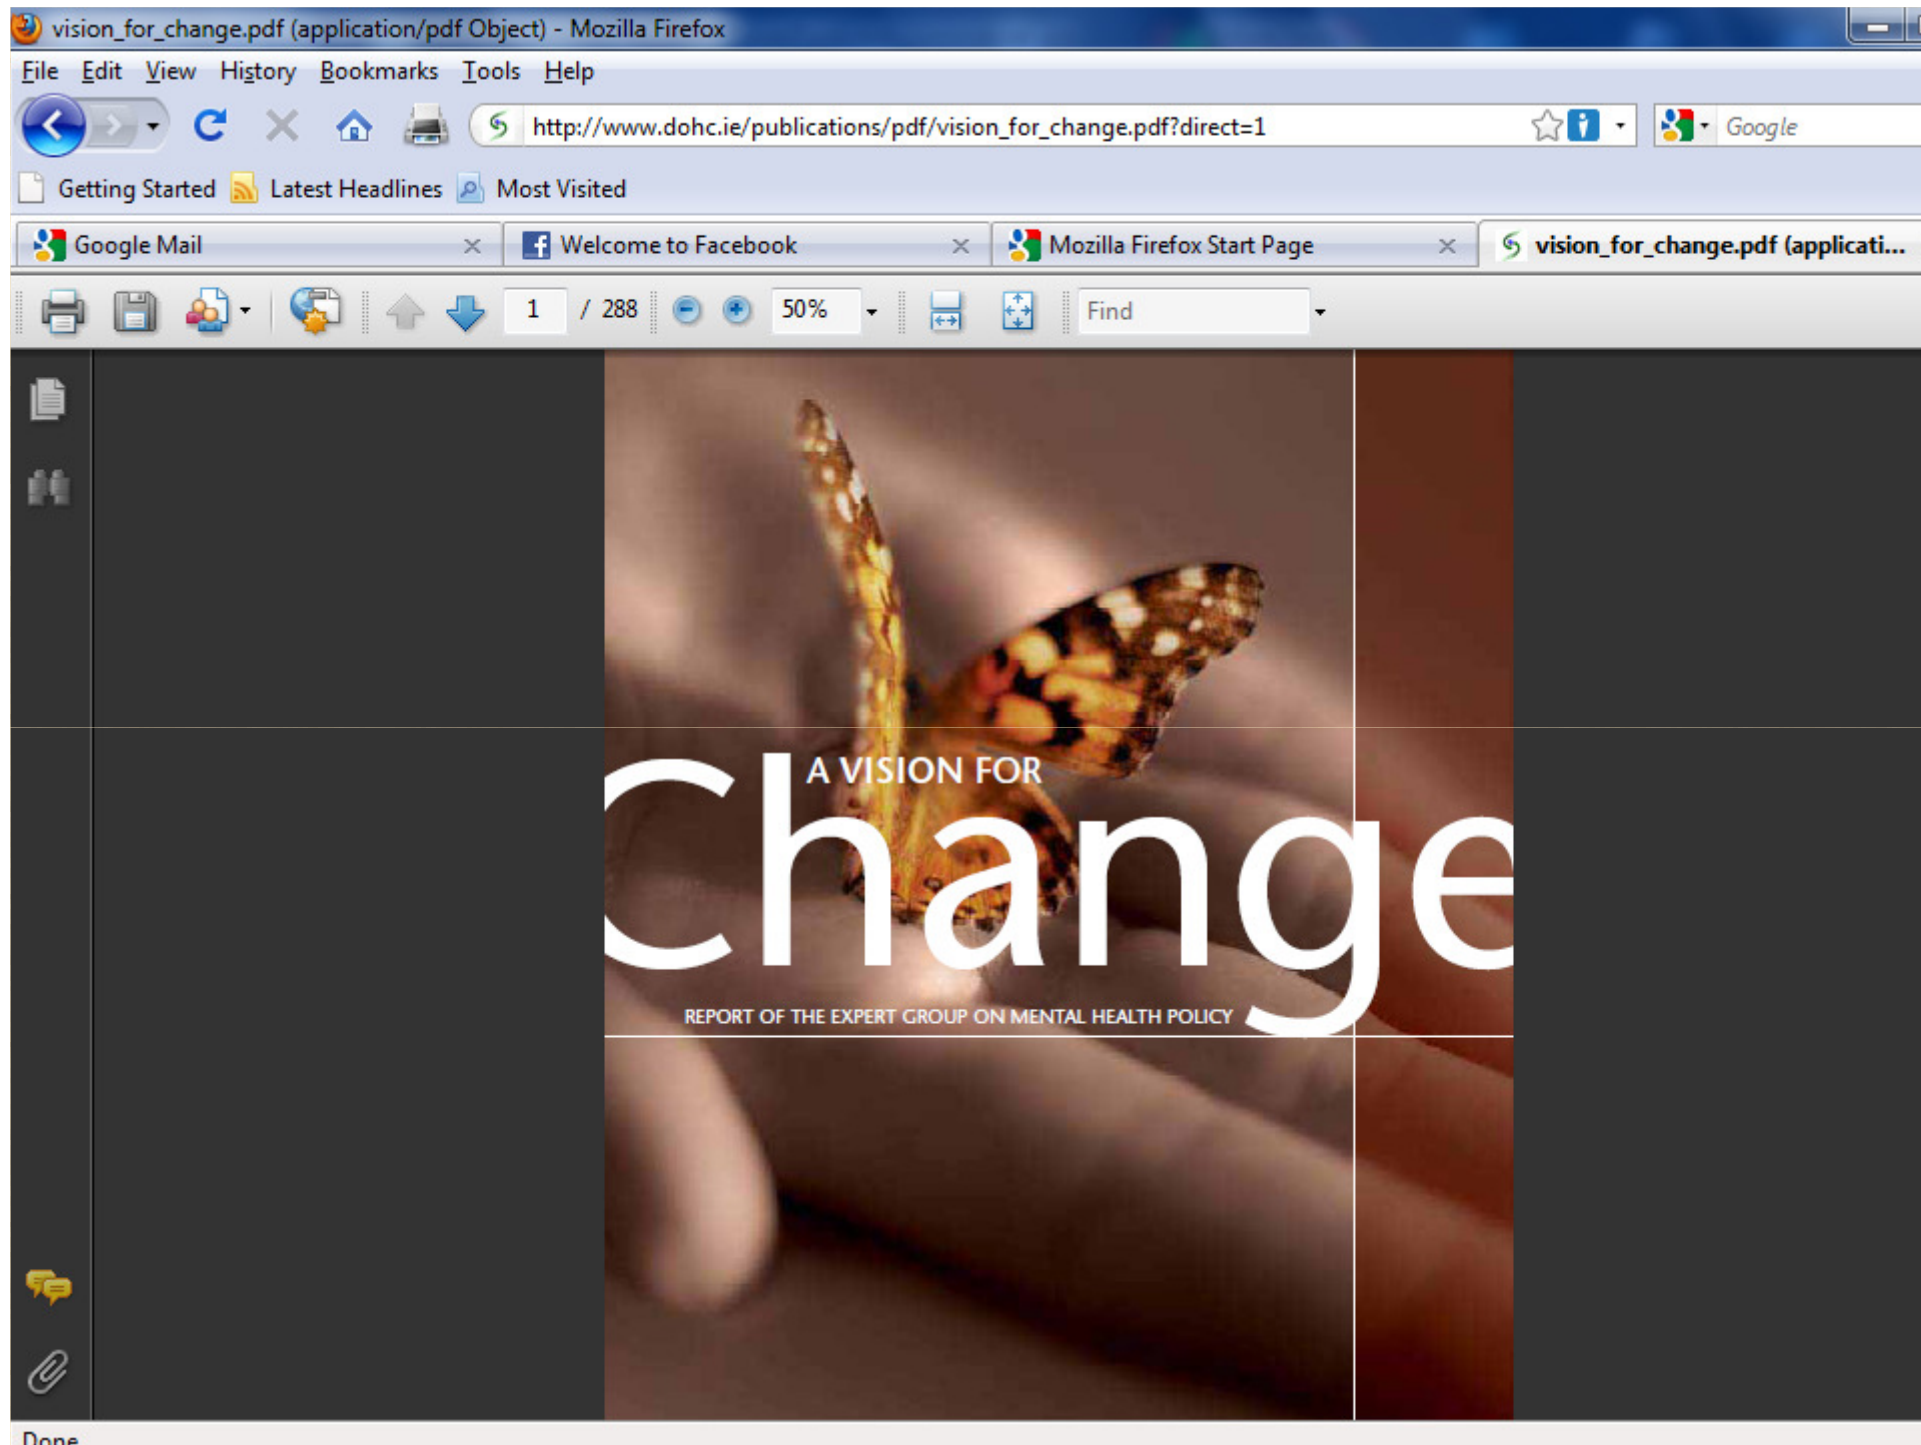 vision_for_change.pdf (application/pdf Object) - Mozilla Firefox
File Edit View History Bookmarks Tools Help
http://www.dohc.ie/publications/pdf/vision_for_change.pdf?direct=1
Google
Getting Started Latest Headlines Most Visited
Google Mail Welcome to Facebook Mozilla Firefox Start Page vision_for_change.pdf (applicati...
1 / 288 50% Find
A VISION FOR
Change
REPORT OF THE EXPERT GROUP ON MENTAL HEALTH POLICY
Done